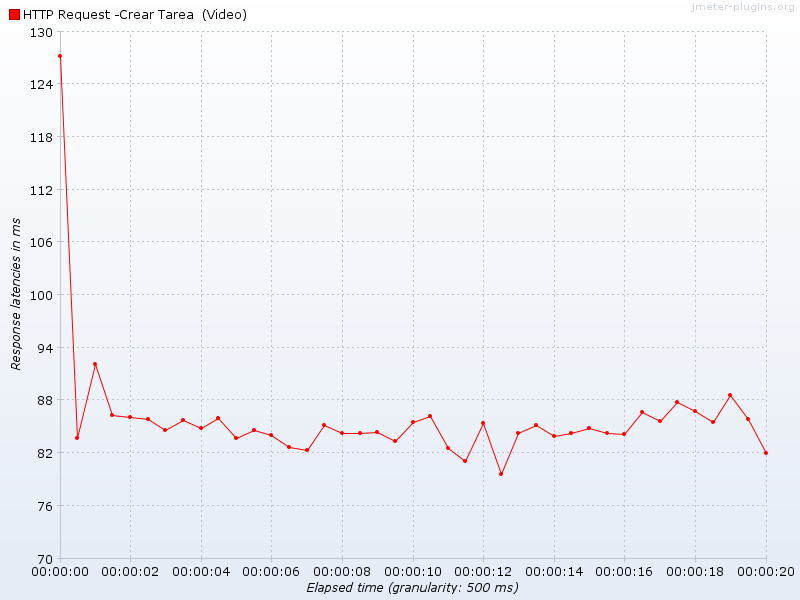 jmeter-plugins.org
HTTP Request -Crear Tarea  (Video)
130
124
118
112
106
100
94
88
82
76
70
Response latencies in ms
00:00:00 00:00:02 00:00:04 00:00:06 00:00:08 00:00:10 00:00:12 00:00:14 00:00:16 00:00:18 00:00:20
Elapsed time (granularity: 500 ms)